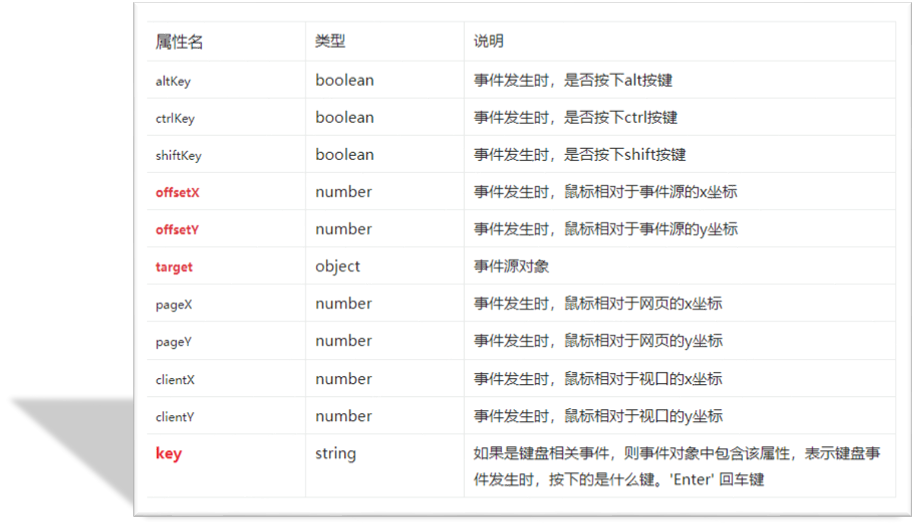 属性名 类型 说明
altKey boolean 事件发生时，是否按下alt按键
ctrlKey boolean 事件发生时，是否按下ctrl按键
shiftKey boolean 事件发生时，是否按下shift按键
offsetX number 事件发生时，鼠标相对于事件源的x坐标
offsetY number 事件发生时，鼠标相对于事件源的y坐标
target object 事件源对象
pageX number 事件发生时，鼠标相对于网页的x坐标
pageY number 事件发生时，鼠标相对于网页的y坐标
clientX number 事件发生时，鼠标相对于视口的x坐标
clientY number 事件发生时，鼠标相对于视口的y坐标
key string 如果是键盘相关事件，则事件对象中包含该属性，表示键盘事
件发生时，按下的是什么键。'Enter' 回车键